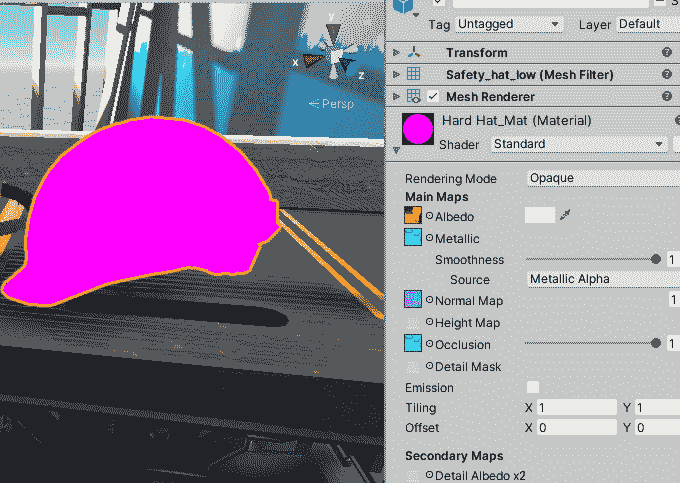 y
x
z
Persp
Tag Untagged Layer Default
Transform
Safety_hat_low (Mesh Filter)
Mesh Renderer
Hard Hat_Mat (Material)
Shader Standard
Rendering Mode Opaque
Main Maps
Albedo
Metallic
Smoothness 1
Source Metallic Alpha
Normal Map 1
Height Map
Occlusion 1
Detail Mask
Emission
Tiling X 1 Y 1
Offset X 0 Y 0
Secondary Maps
Detail Albedo x2